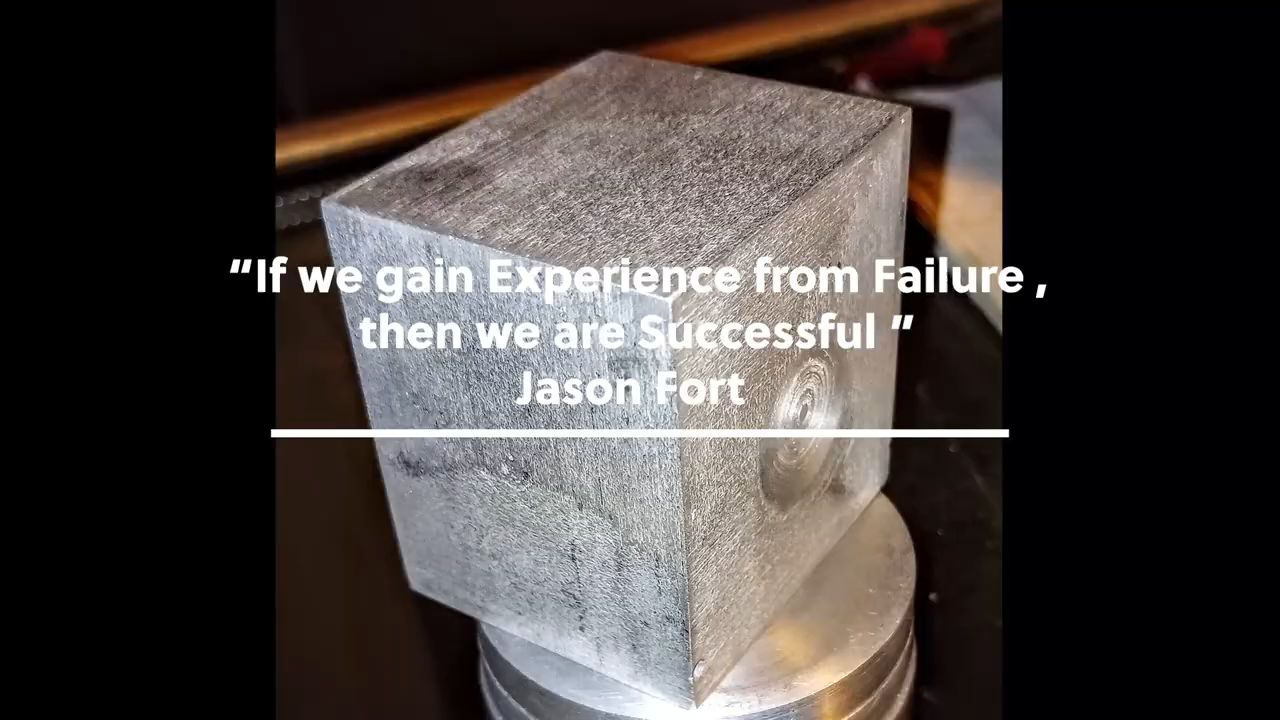 “If we gain Experience from Failure ,
then we are Successful ”
Jason Fort